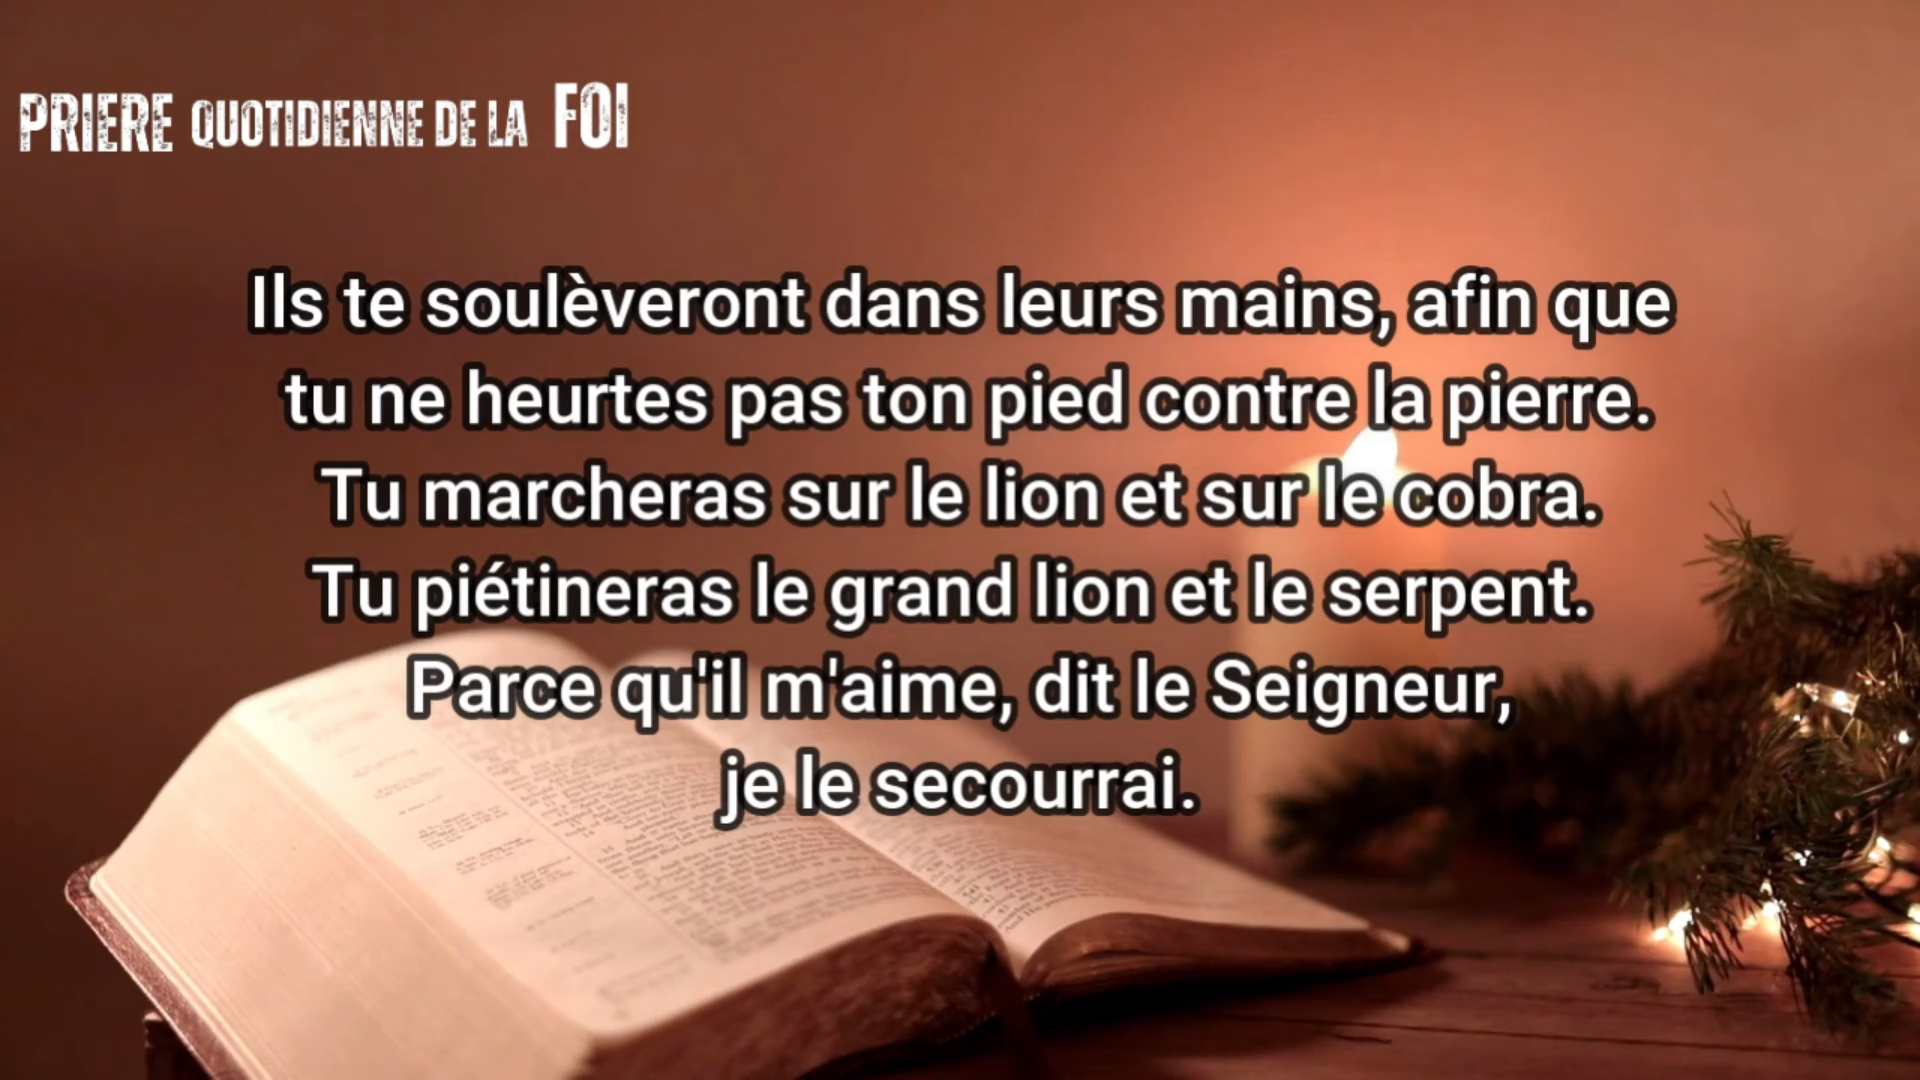 PRIERE QUOTIDIENNE DE LA FOI
Ils te soulèveront dans leurs mains, afin que
tu ne heurtes pas ton pied contre la pierre.
Tu marcheras sur le lion et sur le cobra.
Tu piétineras le grand lion et le serpent.
Parce qu'il m'aime, dit le Seigneur,
je le secourrai.